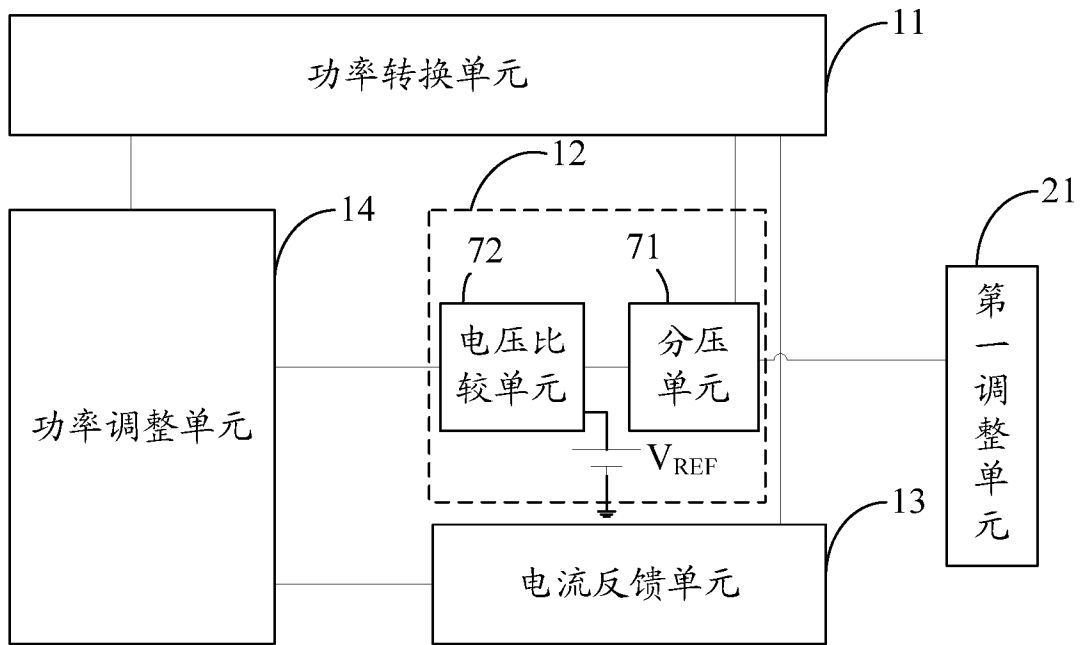 11
功率转换单元
12
14
21
72
71
电压比
较单元
分压
单元
第一调整单元
功率调整单元
VREF
13
电流反馈单元